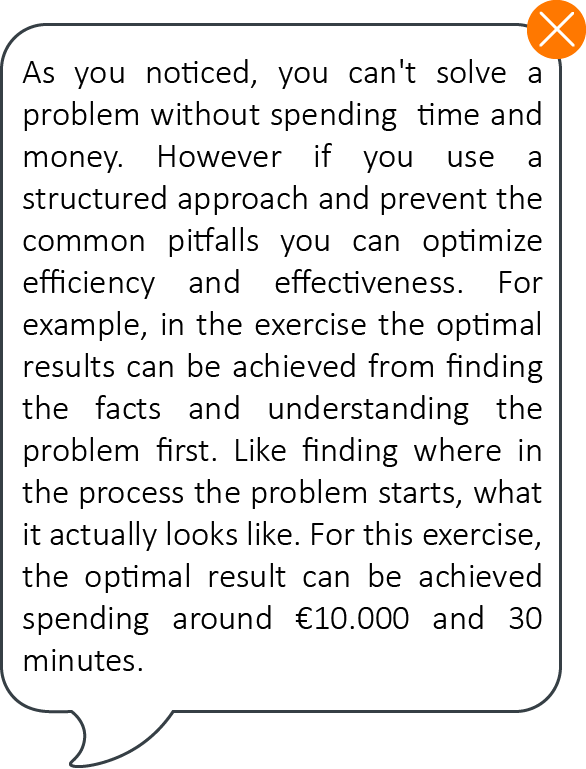 As you noticed, you can't solve a
problem without spending  time and
money. However if you use a
structured approach and prevent the
common pitfalls you can optimize
efficiency and effectiveness. For
example, in the exercise the optimal
results can be achieved from finding
the facts and understanding the
problem first. Like finding where in
the process the problem starts, what
it actually looks like. For this exercise,
the optimal result can be achieved
spending around €10.000 and 30
minutes.